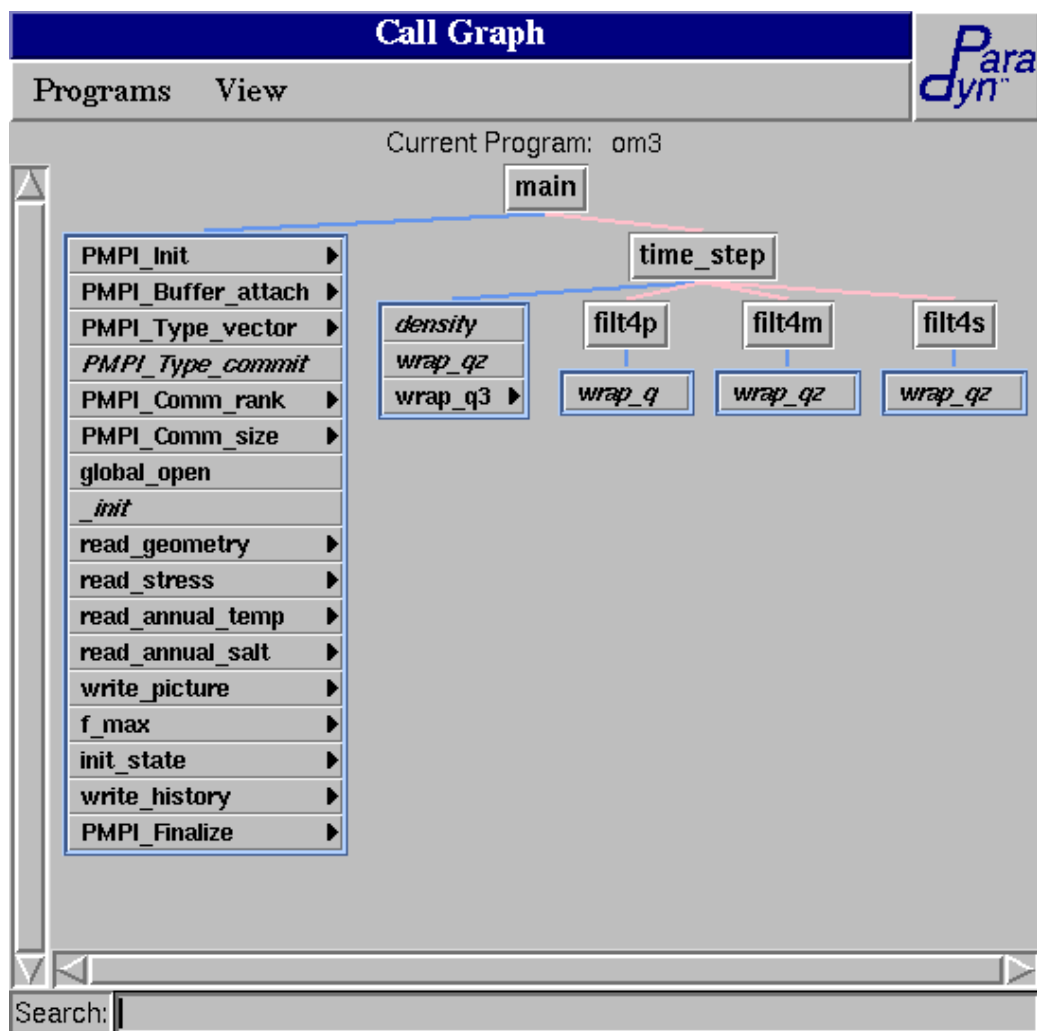 Call Graph
Para
dyn™
Programs View
Current Program: om3
main
time_step
PMPI_Init
PMPI_Buffer_attach
PMPI_Type_vector
PMPI_Type_commit
PMPI_Comm_rank
PMPI_Comm_size
global_open
_init
read_geometry
read_stress
read_annual_temp
read_annual_salt
write_picture
f_max
init_state
write_history
PMPI_Finalize
density
wrap_qz
wrap_q3
filt4p
wrap_q
filt4m
wrap_qz
filt4s
wrap_qz
Search: